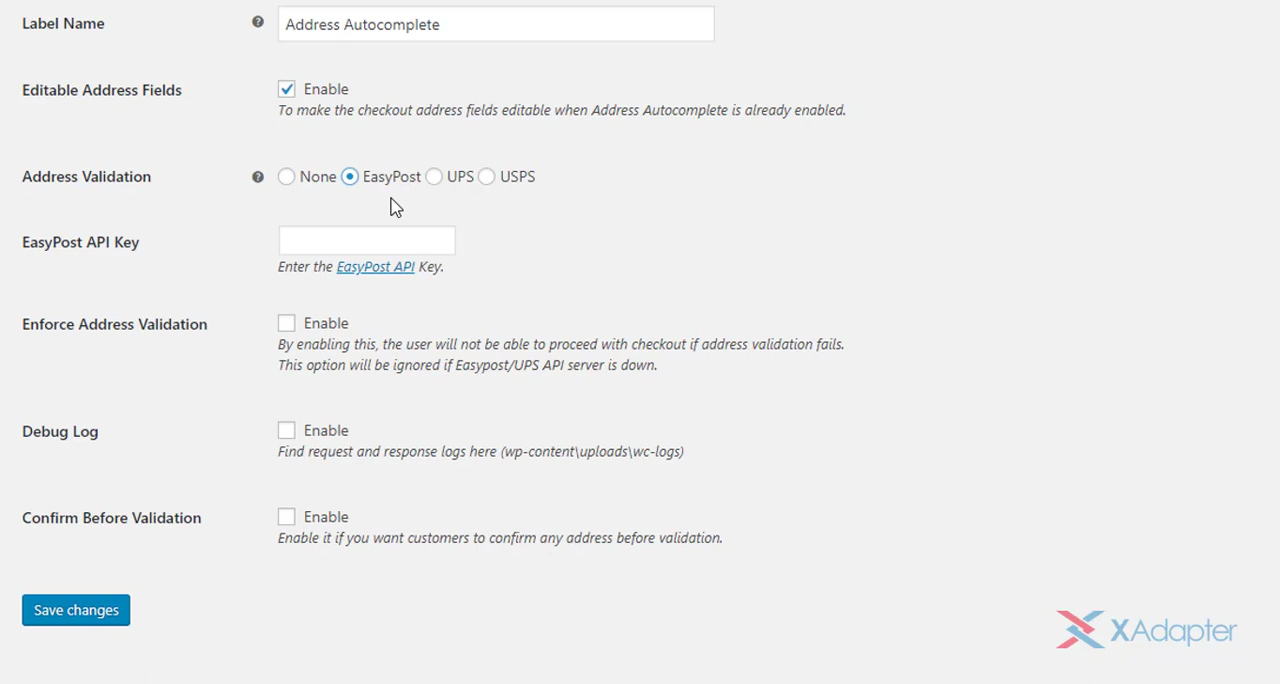 Label Name
Address Autocomplete
Editable Address Fields
Enable
To make the checkout address fields editable when Address Autocomplete is already enabled.
Address Validation
None EasyPost UPS USPS
EasyPost API Key
Enter the EasyPost API Key.
Enforce Address Validation
Enable
By enabling this, the user will not be able to proceed with checkout if address validation fails.
This option will be ignored if Easypost/UPS API server is down.
Debug Log
Enable
Find request and response logs here (wp-content\uploads\wc-logs)
Confirm Before Validation
Enable
Enable it if you want customers to confirm any address before validation.
Save changes
XAdapter